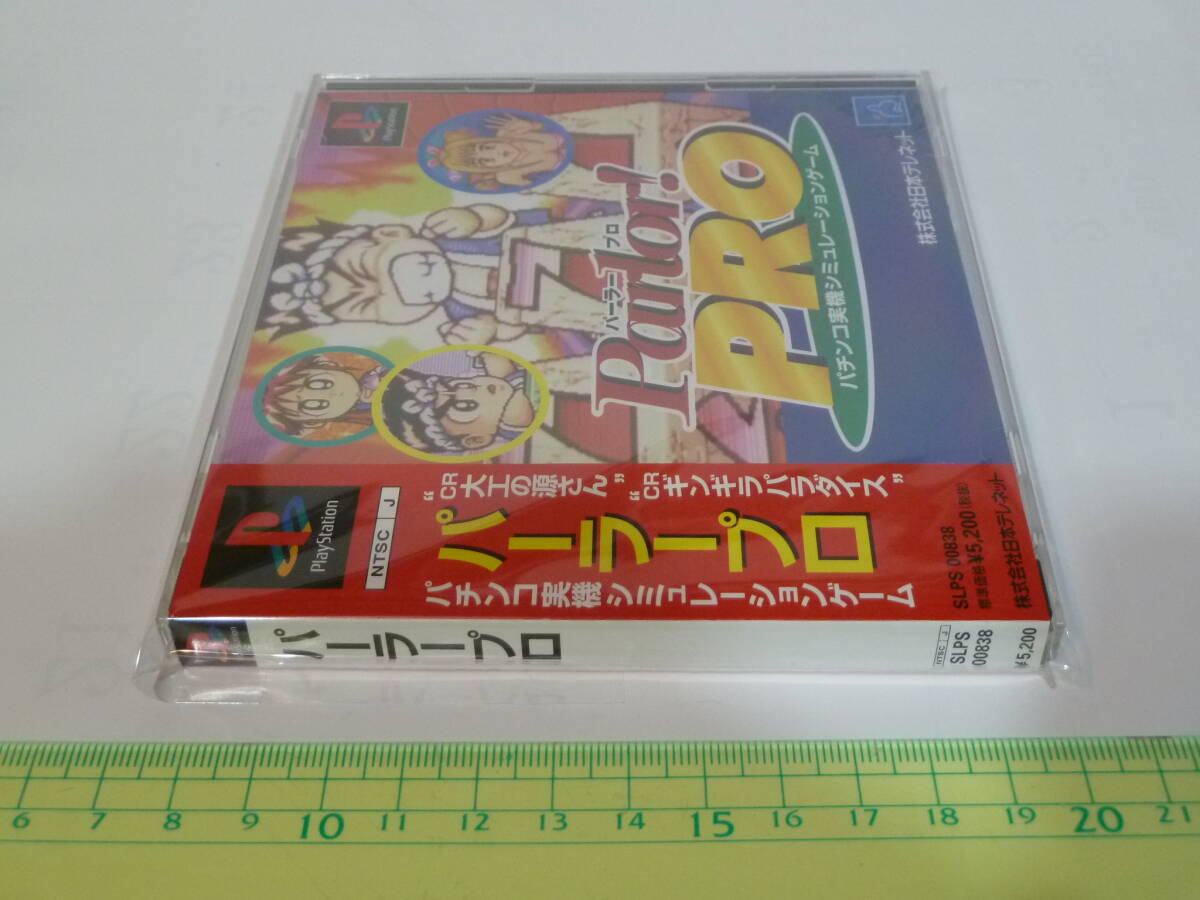 PlayStation
Parlor!
パーラー プロ
PRO
パチンコ実機シミュレーションゲーム
株式会社日本テレネット
PlayStation
NTSC J
“CR大工の源さん” “CRギンギラパラダイス”
パーラープロ
パチンコ実機シミュレーションゲーム
SLPS 00838
標準価格¥5,200(税抜)
株式会社日本テレネット
PlayStation
パーラープロ
NTSC J
SLPS
00838
¥5,200
6 7 8 9 10 11 12 13 14 15 16 17 18 19 20 21